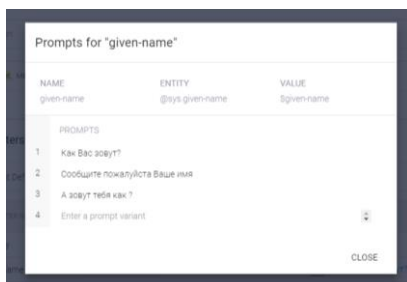 Prompts for "given-name"
NAME ENTITY VALUE
given-name @sys.given-name $given-name
PROMPTS
1 Как Вас зовут?
2 Сообщите пожалуйста Ваше имя
3 А зовут тебя как ?
4 Enter a prompt variant
CLOSE